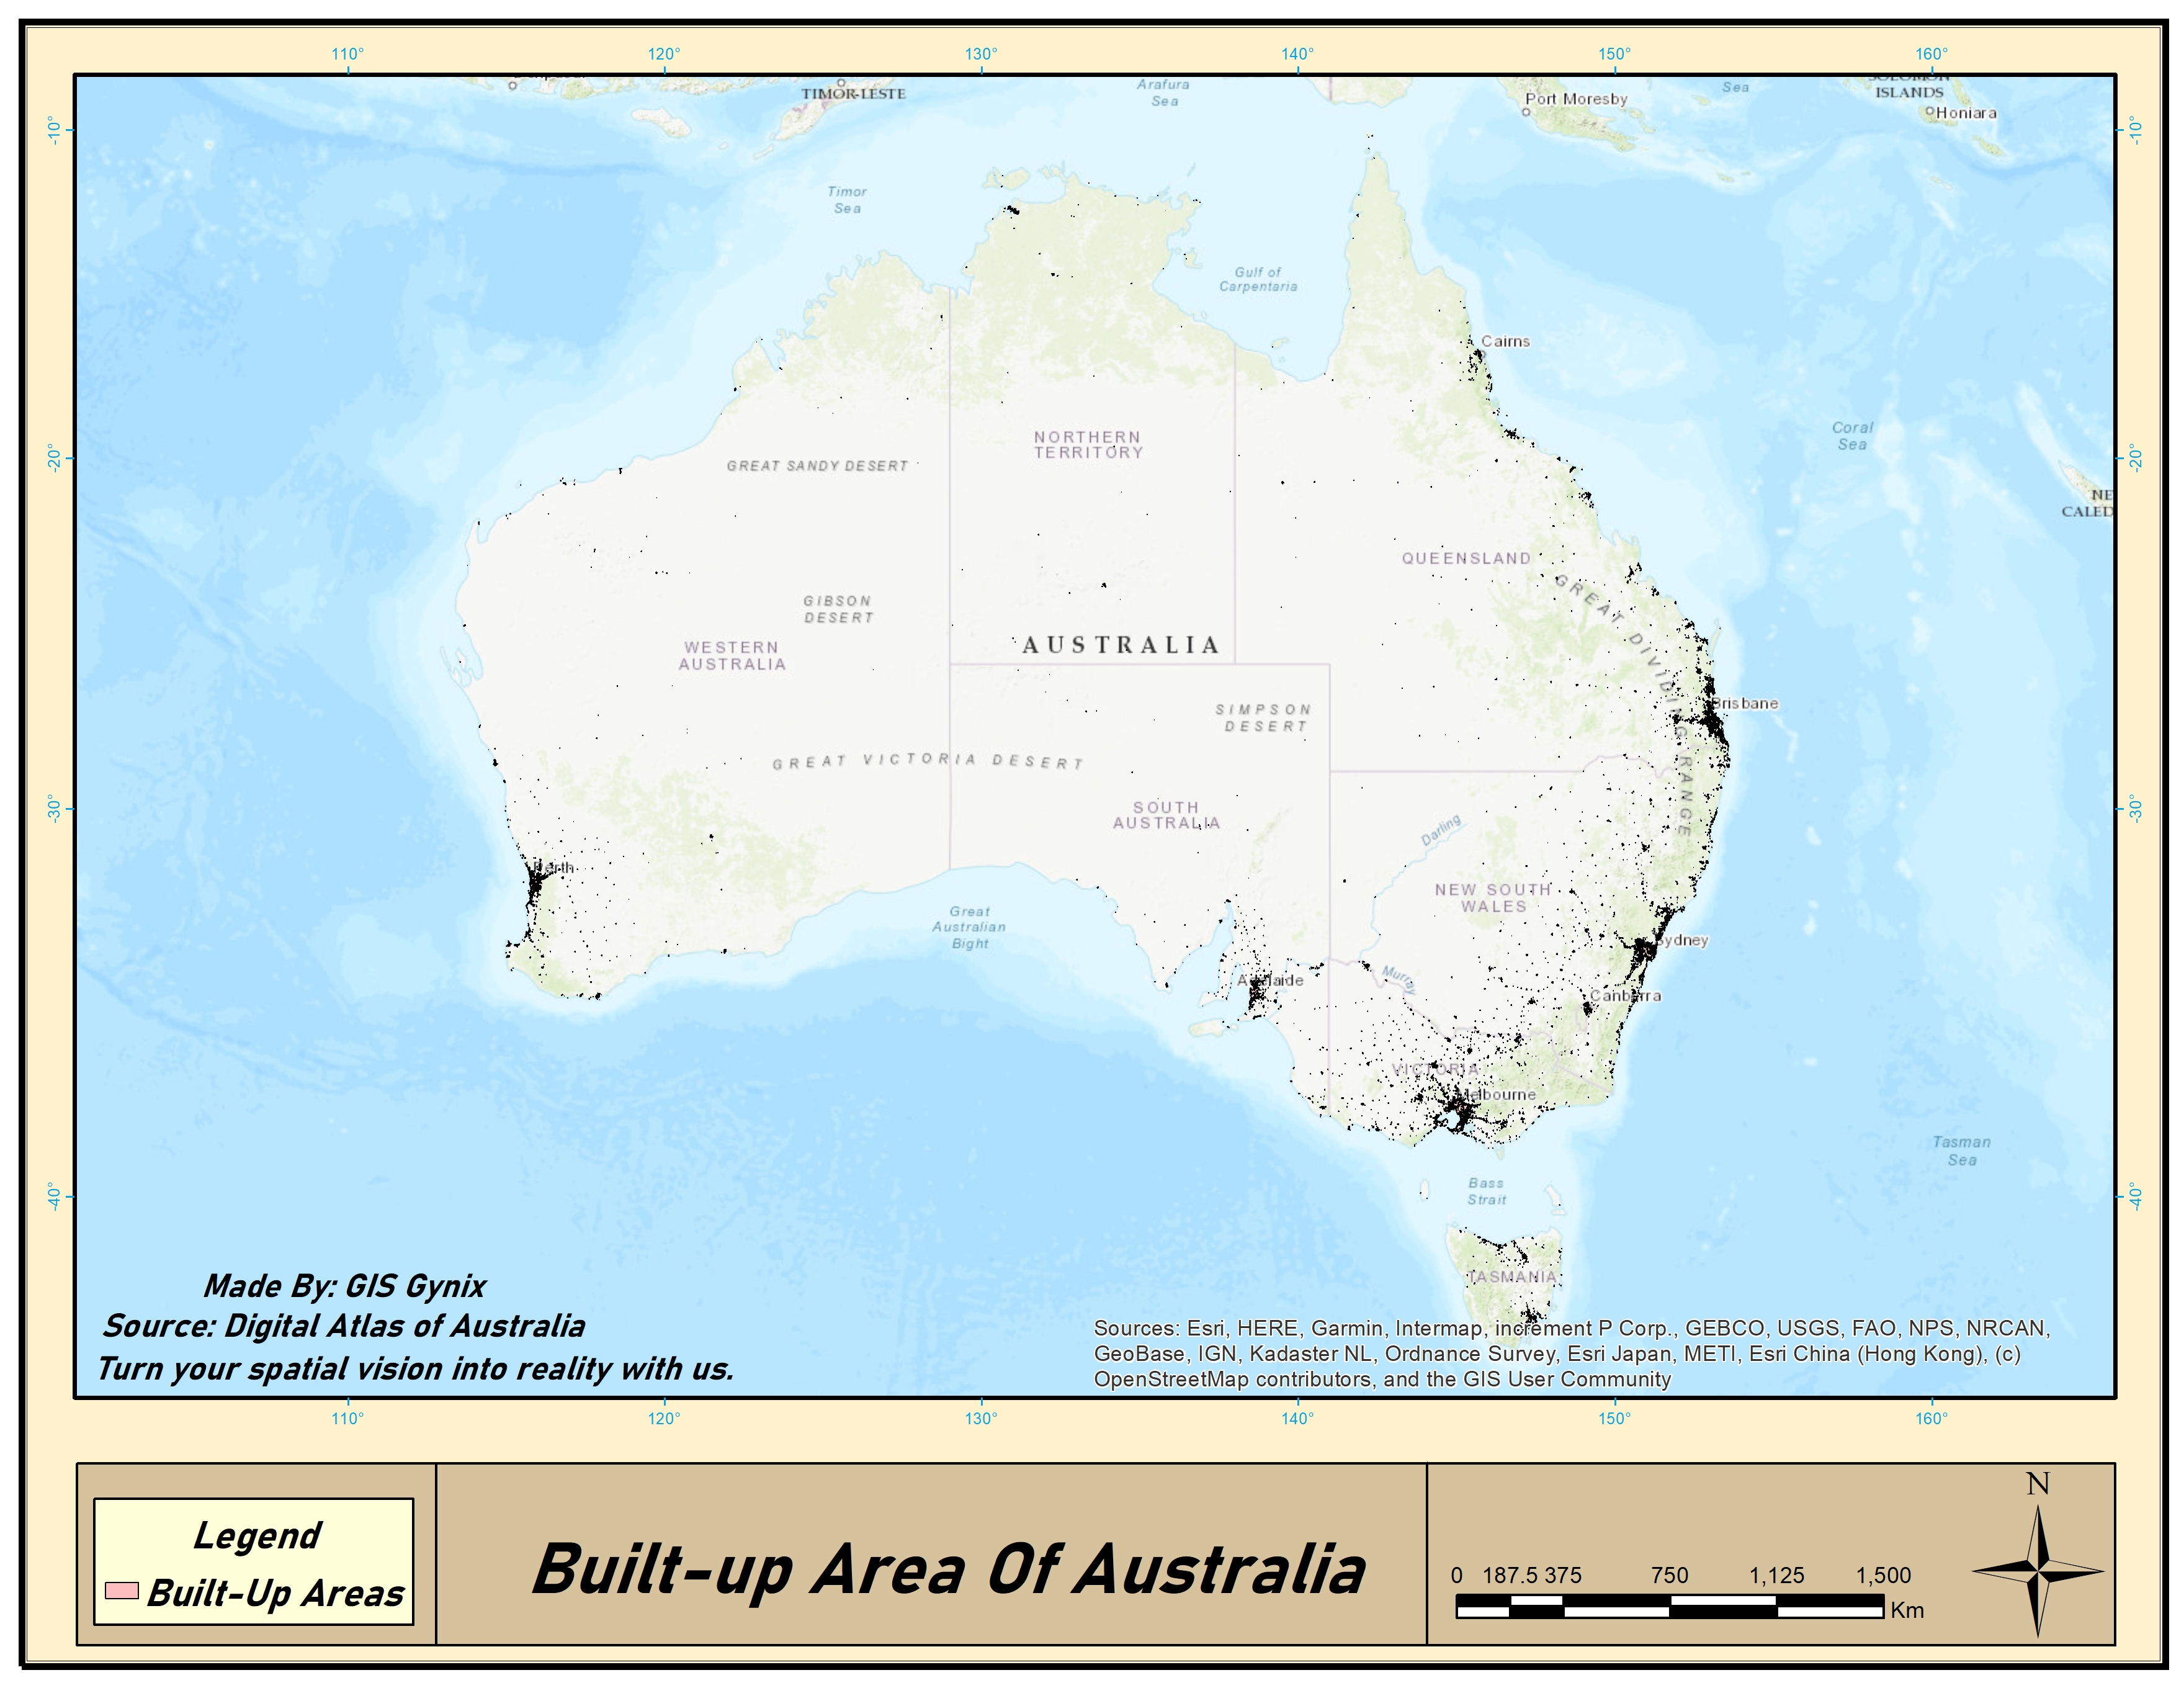 110° 120° 130° 140° 150° 160°
-10° -10°
-20° -20°
-30° -30°
-40° -40°
TIMOR-LESTE
Arafura
Sea
Port Moresby
Sea
SOLOMON
ISLANDS
Honiara
Timor
Sea
Gulf of
Carpentaria
Cairns
Coral
Sea
NORTHERN
TERRITORY
GREAT SANDY DESERT
NE
CALED
QUEENSLAND
GREAT DIVIDING RANGE
GIBSON
DESERT
AUSTRALIA
WESTERN
AUSTRALIA
SIMPSON
DESERT
Brisbane
GREAT VICTORIA DESERT
SOUTH
AUSTRALIA
Darling
Perth
NEW SOUTH
WALES
Great
Australian
Bight
Sydney
Adelaide
Murray
Canberra
VICTORIA
Melbourne
Tasman
Sea
Bass
Strait
TASMANIA
Made By: GIS Gynix
Source: Digital Atlas of Australia
Turn your spatial vision into reality with us.
Sources: Esri, HERE, Garmin, Intermap, increment P Corp., GEBCO, USGS, FAO, NPS, NRCAN,
GeoBase, IGN, Kadaster NL, Ordnance Survey, Esri Japan, METI, Esri China (Hong Kong), (c)
OpenStreetMap contributors, and the GIS User Community
110° 120° 130° 140° 150° 160°
Legend
Built-Up Areas
Built-up Area Of Australia
0 187.5 375 750 1,125 1,500
Km
N